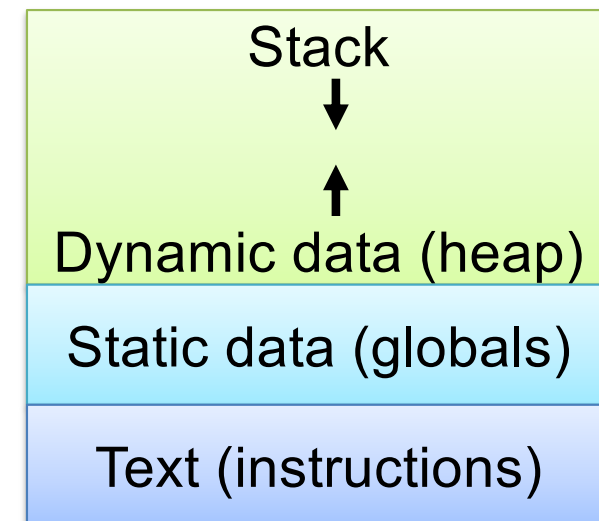 Stack
Dynamic data (heap)
Static data (globals)
Text (instructions)